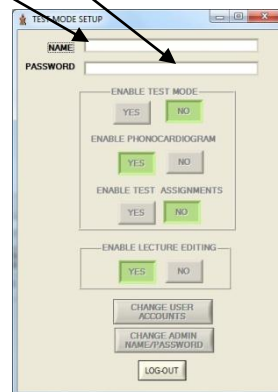 TEST MODE SETUP
NAME
PASSWORD
ENABLE TEST MODE
YES NO
ENABLE PHONOCARDIOGRAM
YES NO
ENABLE TEST ASSIGNMENTS
YES NO
ENABLE LECTURE EDITING
YES NO
CHANGE USER
ACCOUNTS
CHANGE ADMIN
NAME/PASSWORD
LOG-OUT